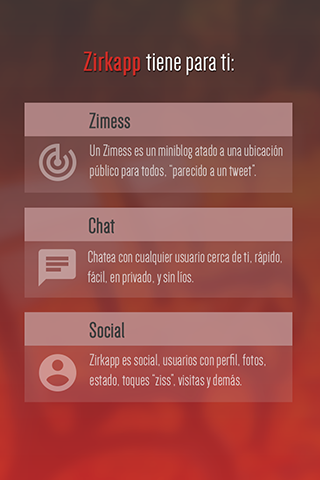 Zirkapp tiene para ti:
Zimess
Un Zimess es un miniblog atado a una ubicación
público para todos, "parecido a un tweet".
Chat
Chatea con cualquier usuario cerca de ti, rápido,
fácil, en privado, y sin líos.
Social
Zirkapp es social, usuarios con perfil, fotos,
estado, toques "ziss", visitas y demás.